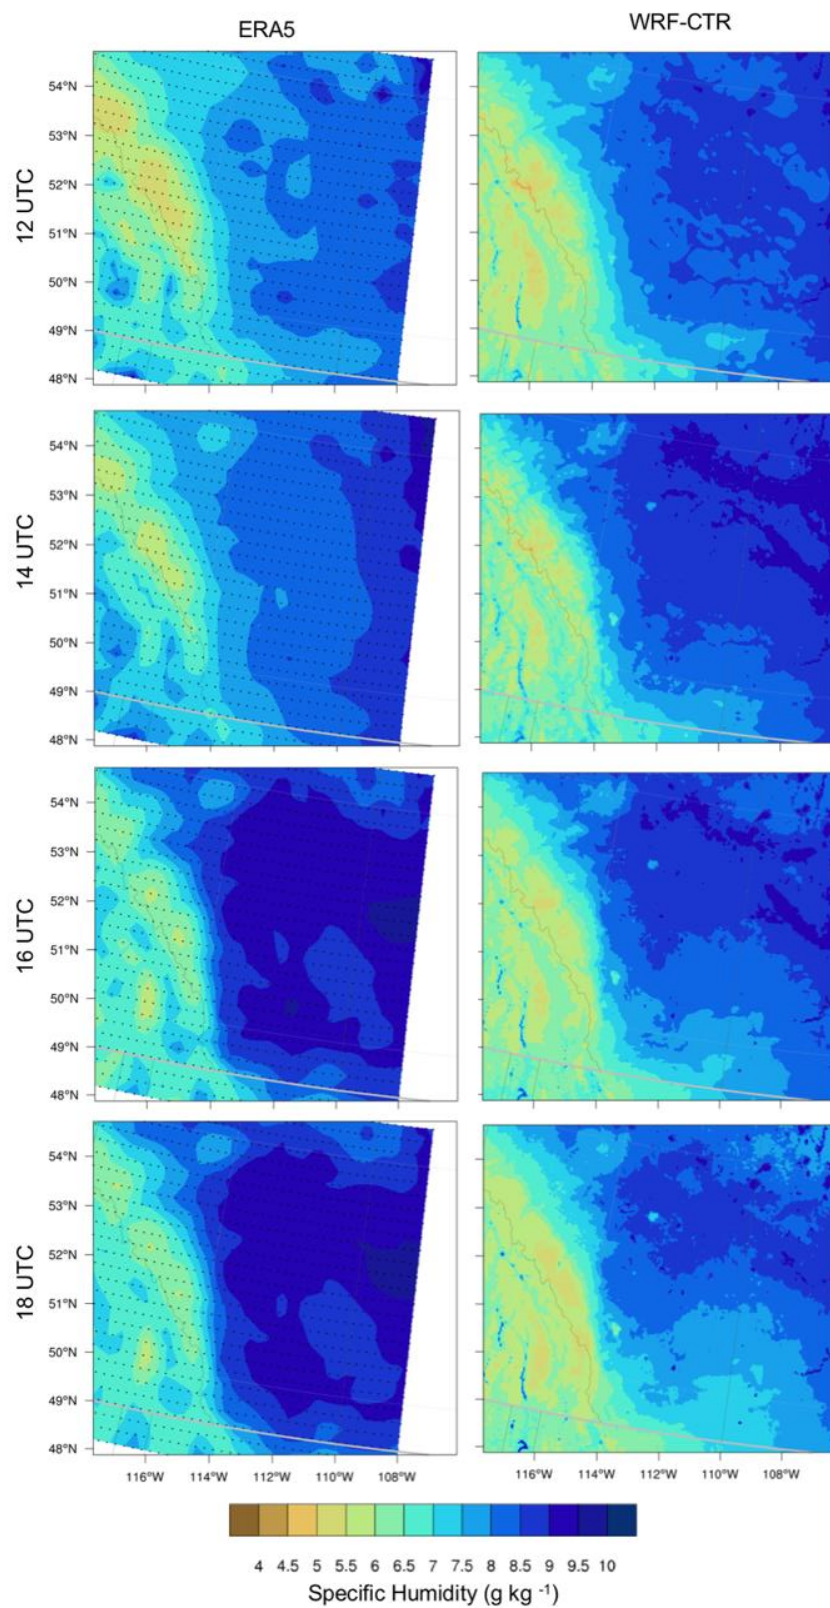 ERA5 WRF-CTR
12 UTC
54°N
53°N
52°N
51°N
50°N
49°N
48°N
14 UTC
54°N
53°N
52°N
51°N
50°N
49°N
48°N
16 UTC
54°N
53°N
52°N
51°N
50°N
49°N
48°N
18 UTC
54°N
53°N
52°N
51°N
50°N
49°N
48°N
116°W 114°W 112°W 110°W 108°W 116°W 114°W 112°W 110°W 108°W
4 4.5 5 5.5 6 6.5 7 7.5 8 8.5 9 9.5 10
Specific Humidity (g kg ⁻¹)